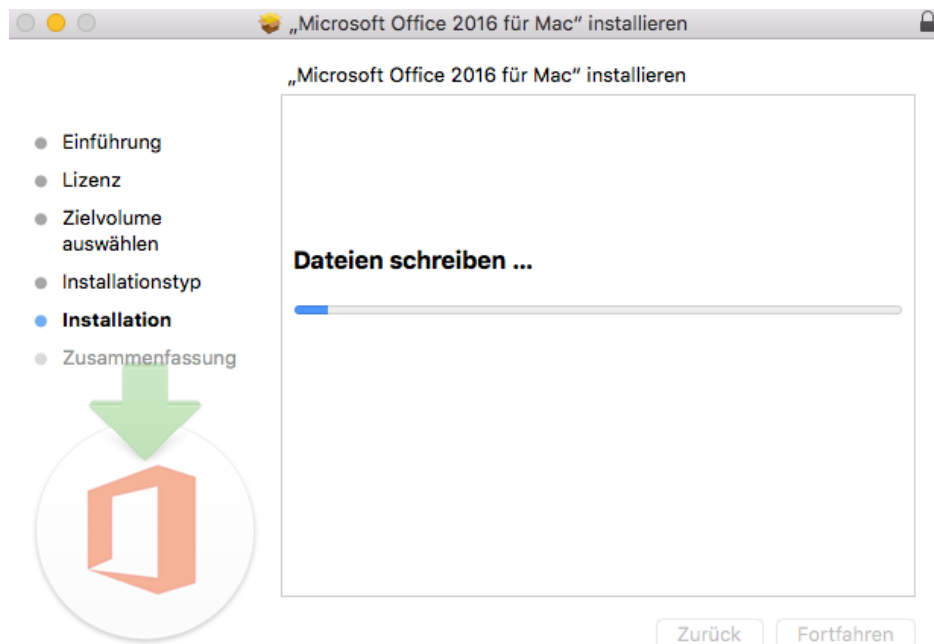 „Microsoft Office 2016 für Mac“ installieren
„Microsoft Office 2016 für Mac“ installieren
Einführung
Lizenz
Zielvolume
auswählen
Installationstyp
Installation
Zusammenfassung
Dateien schreiben ...
Zurück
Fortfahren